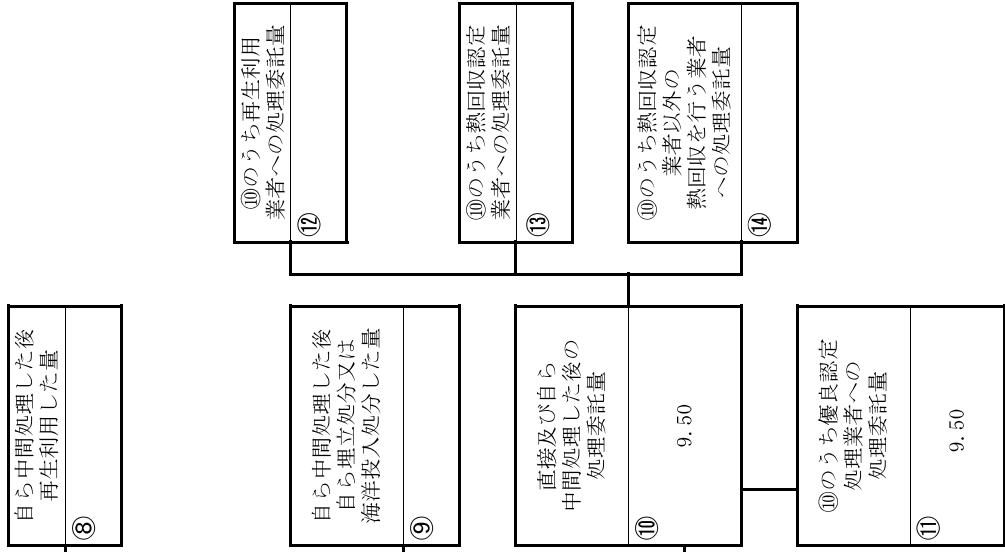 自ら中間処理した後
再生利用した量
⑧
自ら中間処理した後
自ら埋立処分又は
海洋投入処分した量
⑨
直接及び自ら
中間処理した後の
処理委託量
⑩
9.50
⑩のうち優良認定
処理業者への
処理委託量
⑪
9.50
⑩のうち再生利用
業者への処理委託量
⑫
⑩のうち熱回収認定
業者への処理委託量
⑬
⑩のうち熱回収認定
業者以外の
熱回収を行う業者
への処理委託量
⑭